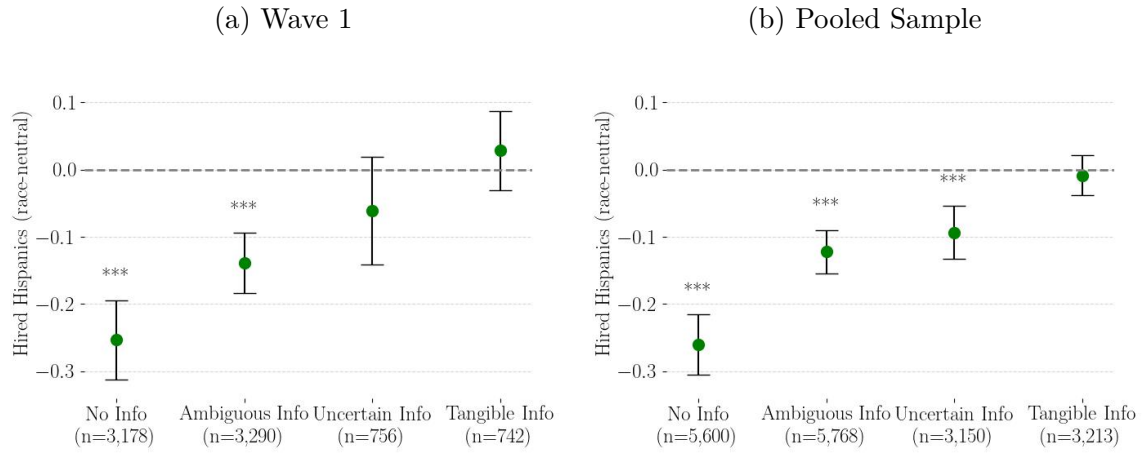 (a) Wave 1
Hired Hispanics (race-neutral)
0.1
0.0
−0.1
−0.2
−0.3
***
***
No Info
(n=3,178)
Ambiguous Info
(n=3,290)
Uncertain Info
(n=756)
Tangible Info
(n=742)
(b) Pooled Sample
Hired Hispanics (race-neutral)
0.1
0.0
−0.1
−0.2
−0.3
***
***
***
No Info
(n=5,600)
Ambiguous Info
(n=5,768)
Uncertain Info
(n=3,150)
Tangible Info
(n=3,213)